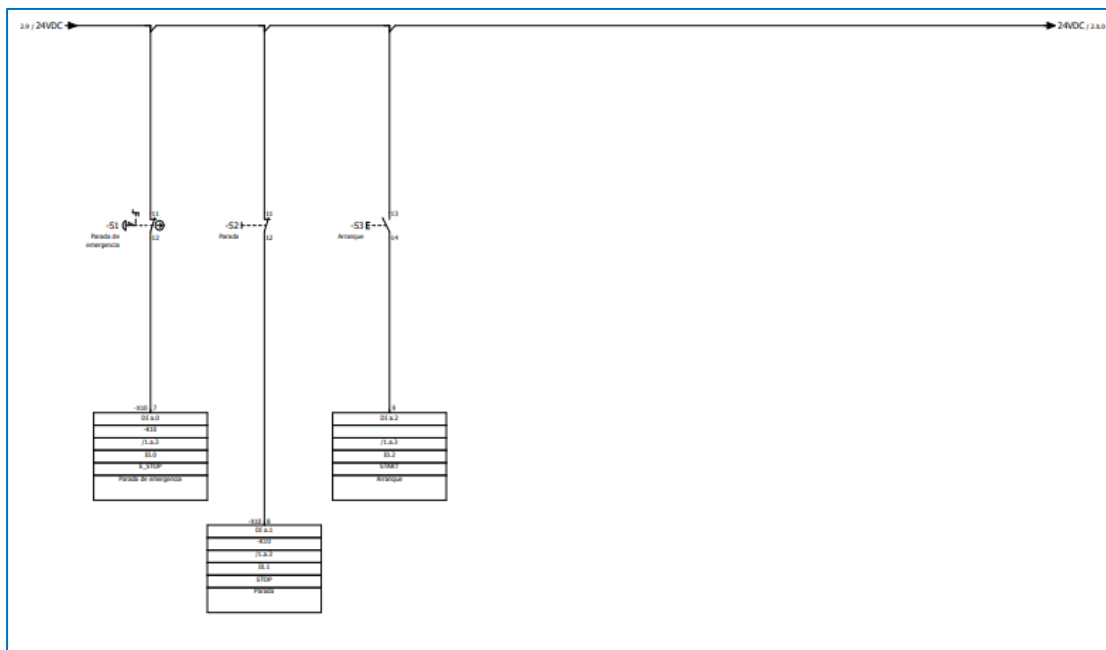 2.9 / 24VDC
24VDC / 2.8.0
-S1
Parada de
emergencia
11
12
-S2
Parada
11
12
-S3
Arranque
13
14
-X10 7
DI a.0
-K10
/1.a.3
I0.0
E_STOP
Parada de emergencia
9
DI a.2
/1.a.3
I0.2
START
Arranque
-X10 8
DI a.1
-K10
/1.a.3
I0.1
STOP
Parada